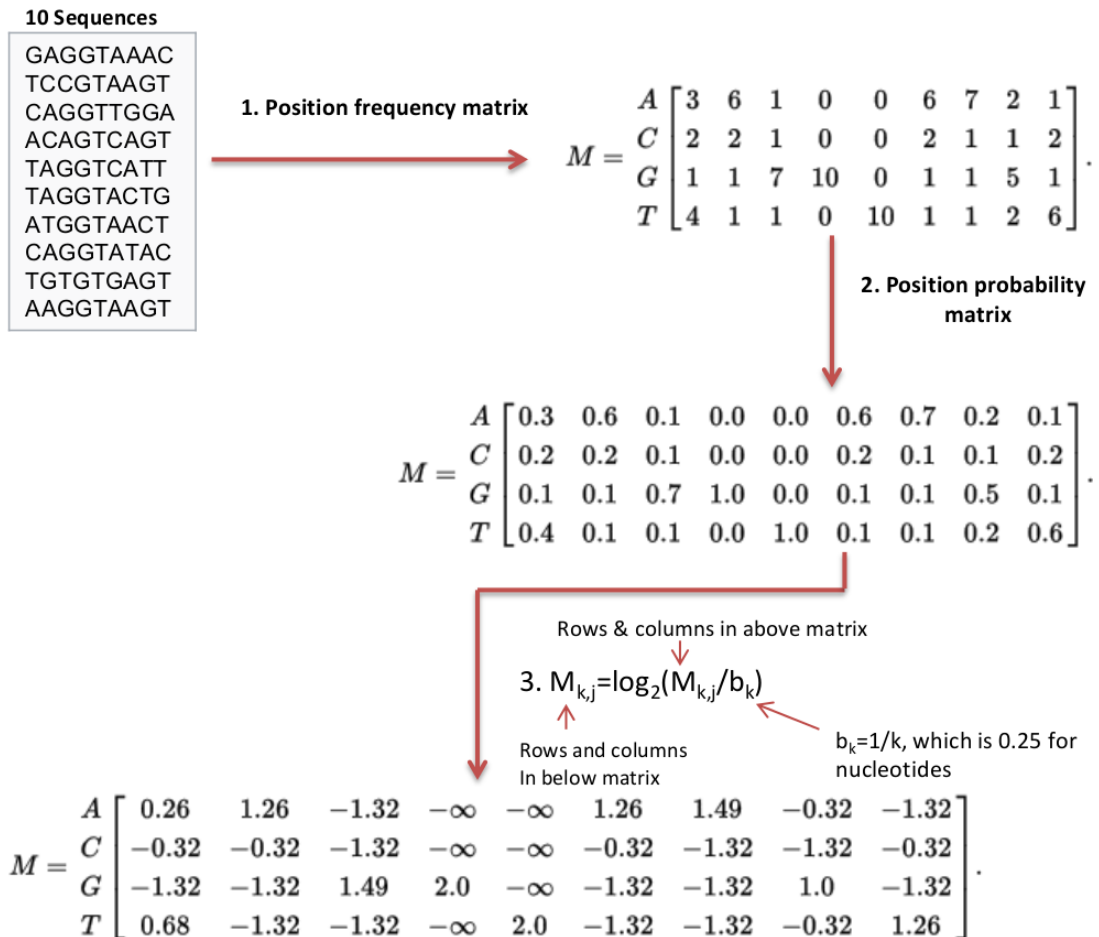 10 Sequences
GAGGTAAAC
TCCGTAAGT
CAGGTTGGA
ACAGTCAGT
TAGGTCATT
TAGGTACTG
ATGGTAACT
CAGGTATAC
TGTGTGAGT
AAGGTAAGT
1. Position frequency matrix
M =
A [3 6 1 0 0 6 7 2 1]
C [2 2 1 0 0 2 1 1 2]
G [1 1 7 10 0 1 1 5 1]
T [4 1 1 0 10 1 1 2 6].
2. Position probability
matrix
M =
A [0.3 0.6 0.1 0.0 0.0 0.6 0.7 0.2 0.1]
C [0.2 0.2 0.1 0.0 0.0 0.2 0.1 0.1 0.2]
G [0.1 0.1 0.7 1.0 0.0 0.1 0.1 0.5 0.1]
T [0.4 0.1 0.1 0.0 1.0 0.1 0.1 0.2 0.6].
Rows & columns in above matrix
3. M_k,j=log_2(M_k,j/b_k)
Rows and columns
In below matrix
b_k=1/k, which is 0.25 for
nucleotides
M =
A [0.26 1.26 −1.32 −∞ −∞ 1.26 1.49 −0.32 −1.32]
C [−0.32 −0.32 −1.32 −∞ −∞ −0.32 −1.32 −1.32 −0.32]
G [−1.32 −1.32 1.49 2.0 −∞ −1.32 −1.32 1.0 −1.32]
T [0.68 −1.32 −1.32 −∞ 2.0 −1.32 −1.32 −0.32 1.26].